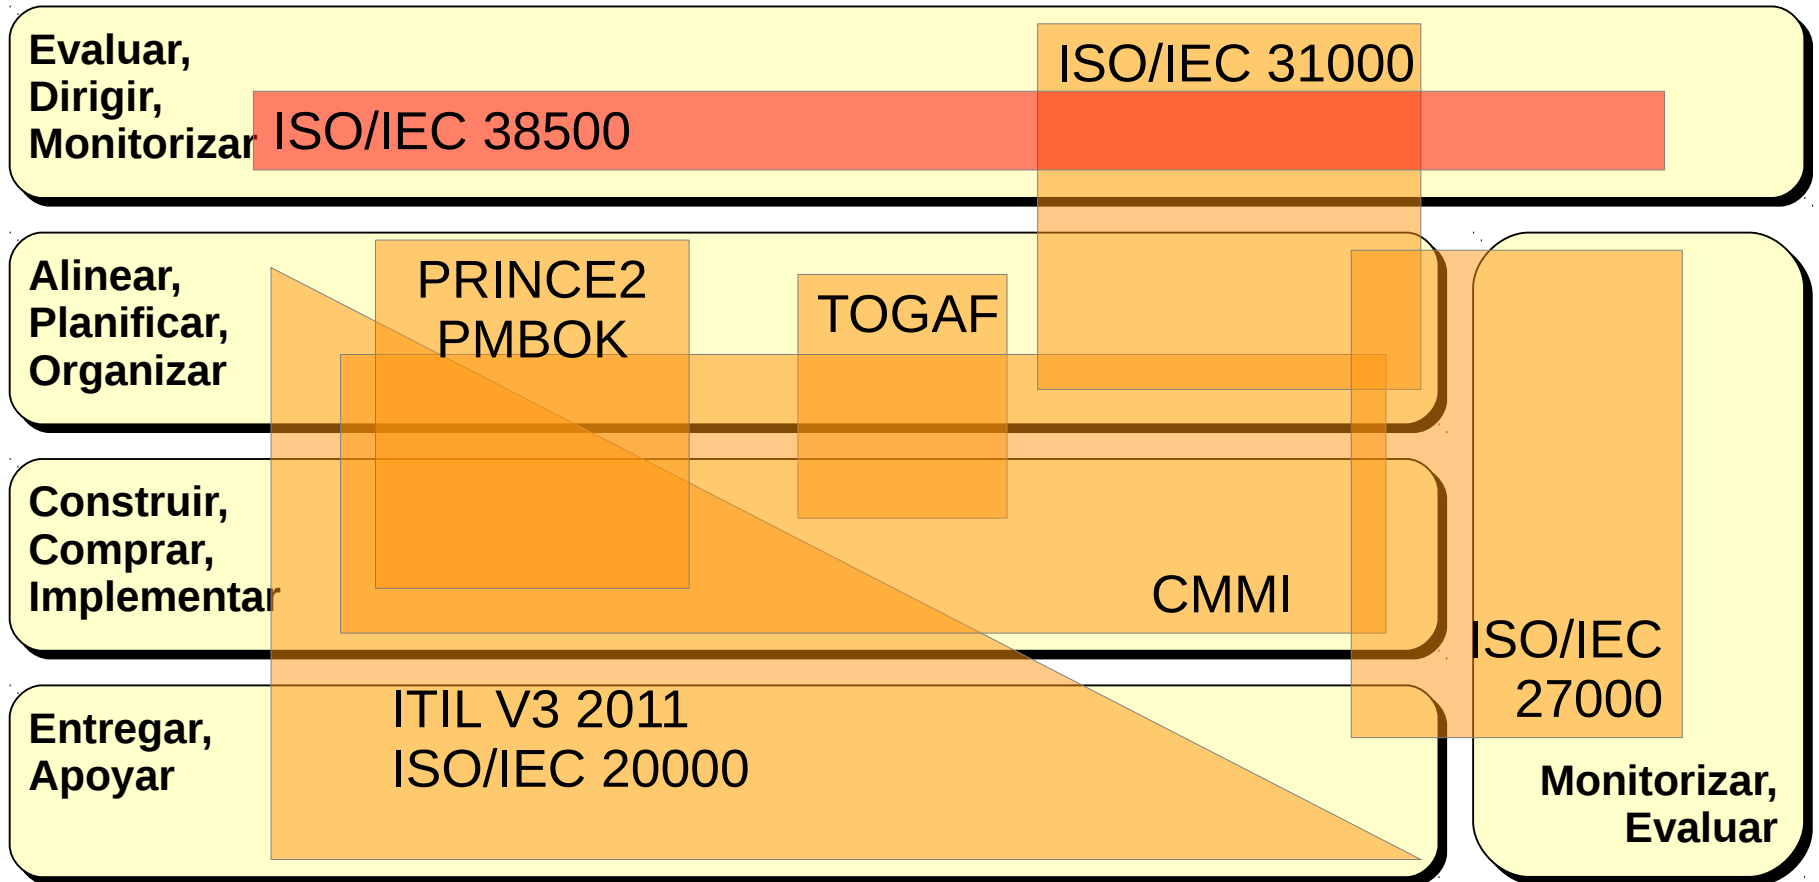 Evaluar,
Dirigir,
Monitorizar
ISO/IEC 31000
ISO/IEC 38500
Alinear,
Planificar,
Organizar
PRINCE2
PMBOK
TOGAF
Construir,
Comprar,
Implementar
CMMI
ISO/IEC
27000
Entregar,
Apoyar
ITIL V3 2011
ISO/IEC 20000
Monitorizar,
Evaluar